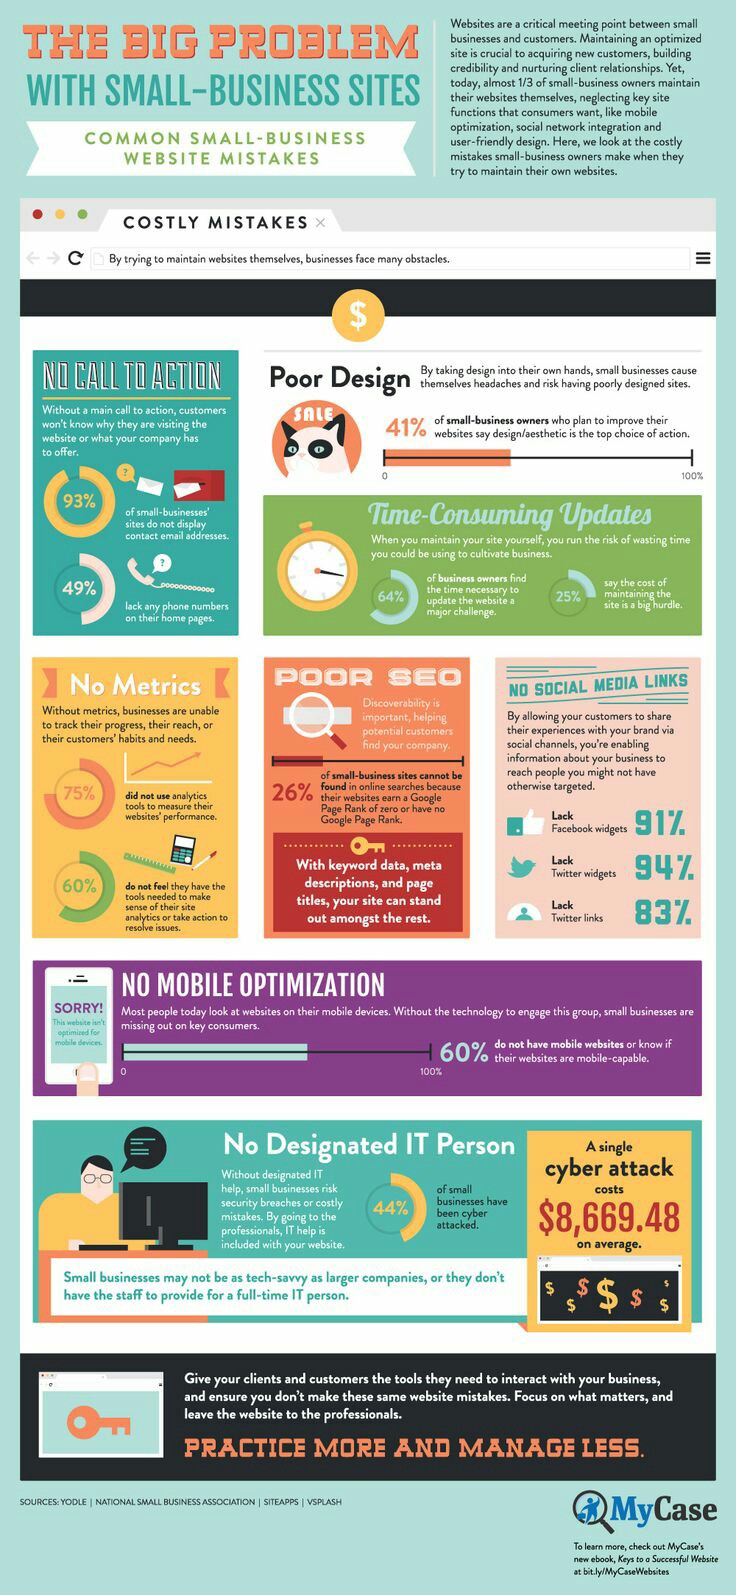 THE BIG PROBLEM
WITH SMALL-BUSINESS SITES
COMMON SMALL-BUSINESS
WEBSITE MISTAKES
Websites are a critical meeting point between small
businesses and customers. Maintaining an optimized
site is crucial to acquiring new customers, building
credibility and nurturing client relationships. Yet,
today, almost 1/3 of small-business owners maintain
their websites themselves, neglecting key site
functions that consumers want, like mobile
optimization, social network integration and
user-friendly design. Here, we look at the costly
mistakes small-business owners make when they
try to maintain their own websites.
COSTLY MISTAKES
By trying to maintain websites themselves, businesses face many obstacles.
$
NO CALL TO ACTION
Without a main call to action, customers
won't know why they are visiting the
website or what your company has
to offer.
93%
?
of small-businesses'
sites do not display
contact email addresses.
49%
?
lack any phone numbers
on their home pages.
Poor Design
By taking design into their own hands, small businesses cause
themselves headaches and risk having poorly designed sites.
SALE
41%
of small-business owners who plan to improve their
websites say design/aesthetic is the top choice of action.
0
100%
Time-Consuming Updates
When you maintain your site yourself, you run the risk of wasting time
you could be using to cultivate business.
64%
of business owners find
the time necessary to
update the website a
major challenge.
25%
say the cost of
maintaining the
site is a big hurdle.
No Metrics
Without metrics, businesses are unable
to track their progress, their reach, or
their customers' habits and needs.
75%
did not use analytics
tools to measure their
websites' performance.
60%
do not feel they have the
tools needed to make
sense of their site
analytics or take action to
resolve issues.
POOR SEO
Discoverability is
important, helping
potential customers
find your company.
26%
of small-business sites cannot be
found in online searches because
their websites earn a Google
Page Rank of zero or have no
Google Page Rank.
With keyword data, meta
descriptions, and page
titles, your site can stand
out amongst the rest.
NO SOCIAL MEDIA LINKS
By allowing your customers to share
their experiences with your brand via
social channels, you're enabling
information about your business to
reach people you might not have
otherwise targeted.
Lack
Facebook widgets
91%
Lack
Twitter widgets
94%
Lack
Twitter links
83%
SORRY!
This website isn't
optimized for
mobile devices.
NO MOBILE OPTIMIZATION
Most people today look at websites on their mobile devices. Without the technology to engage this group, small businesses are
missing out on key consumers.
0
100%
60%
do not have mobile websites or know if
their websites are mobile-capable.
No Designated IT Person
Without designated IT
help, small businesses risk
security breaches or costly
mistakes. By going to the
professionals, IT help is
included with your website.
44%
of small
businesses have
been cyber
attacked.
Small businesses may not be as tech-savvy as larger companies, or they don't
have the staff to provide for a full-time IT person.
A single
cyber attack
costs
$8,669.48
on average.
$ $ $ $ $ $ $
Give your clients and customers the tools they need to interact with your business,
and ensure you don't make these same website mistakes. Focus on what matters, and
leave the website to the professionals.
PRACTICE MORE AND MANAGE LESS.
SOURCES: YODLE | NATIONAL SMALL BUSINESS ASSOCIATION | SITEAPPS | VSPLASH
MyCase
To learn more, check out MyCase's
new ebook, Keys to a Successful Website
at bit.ly/MyCaseWebsites